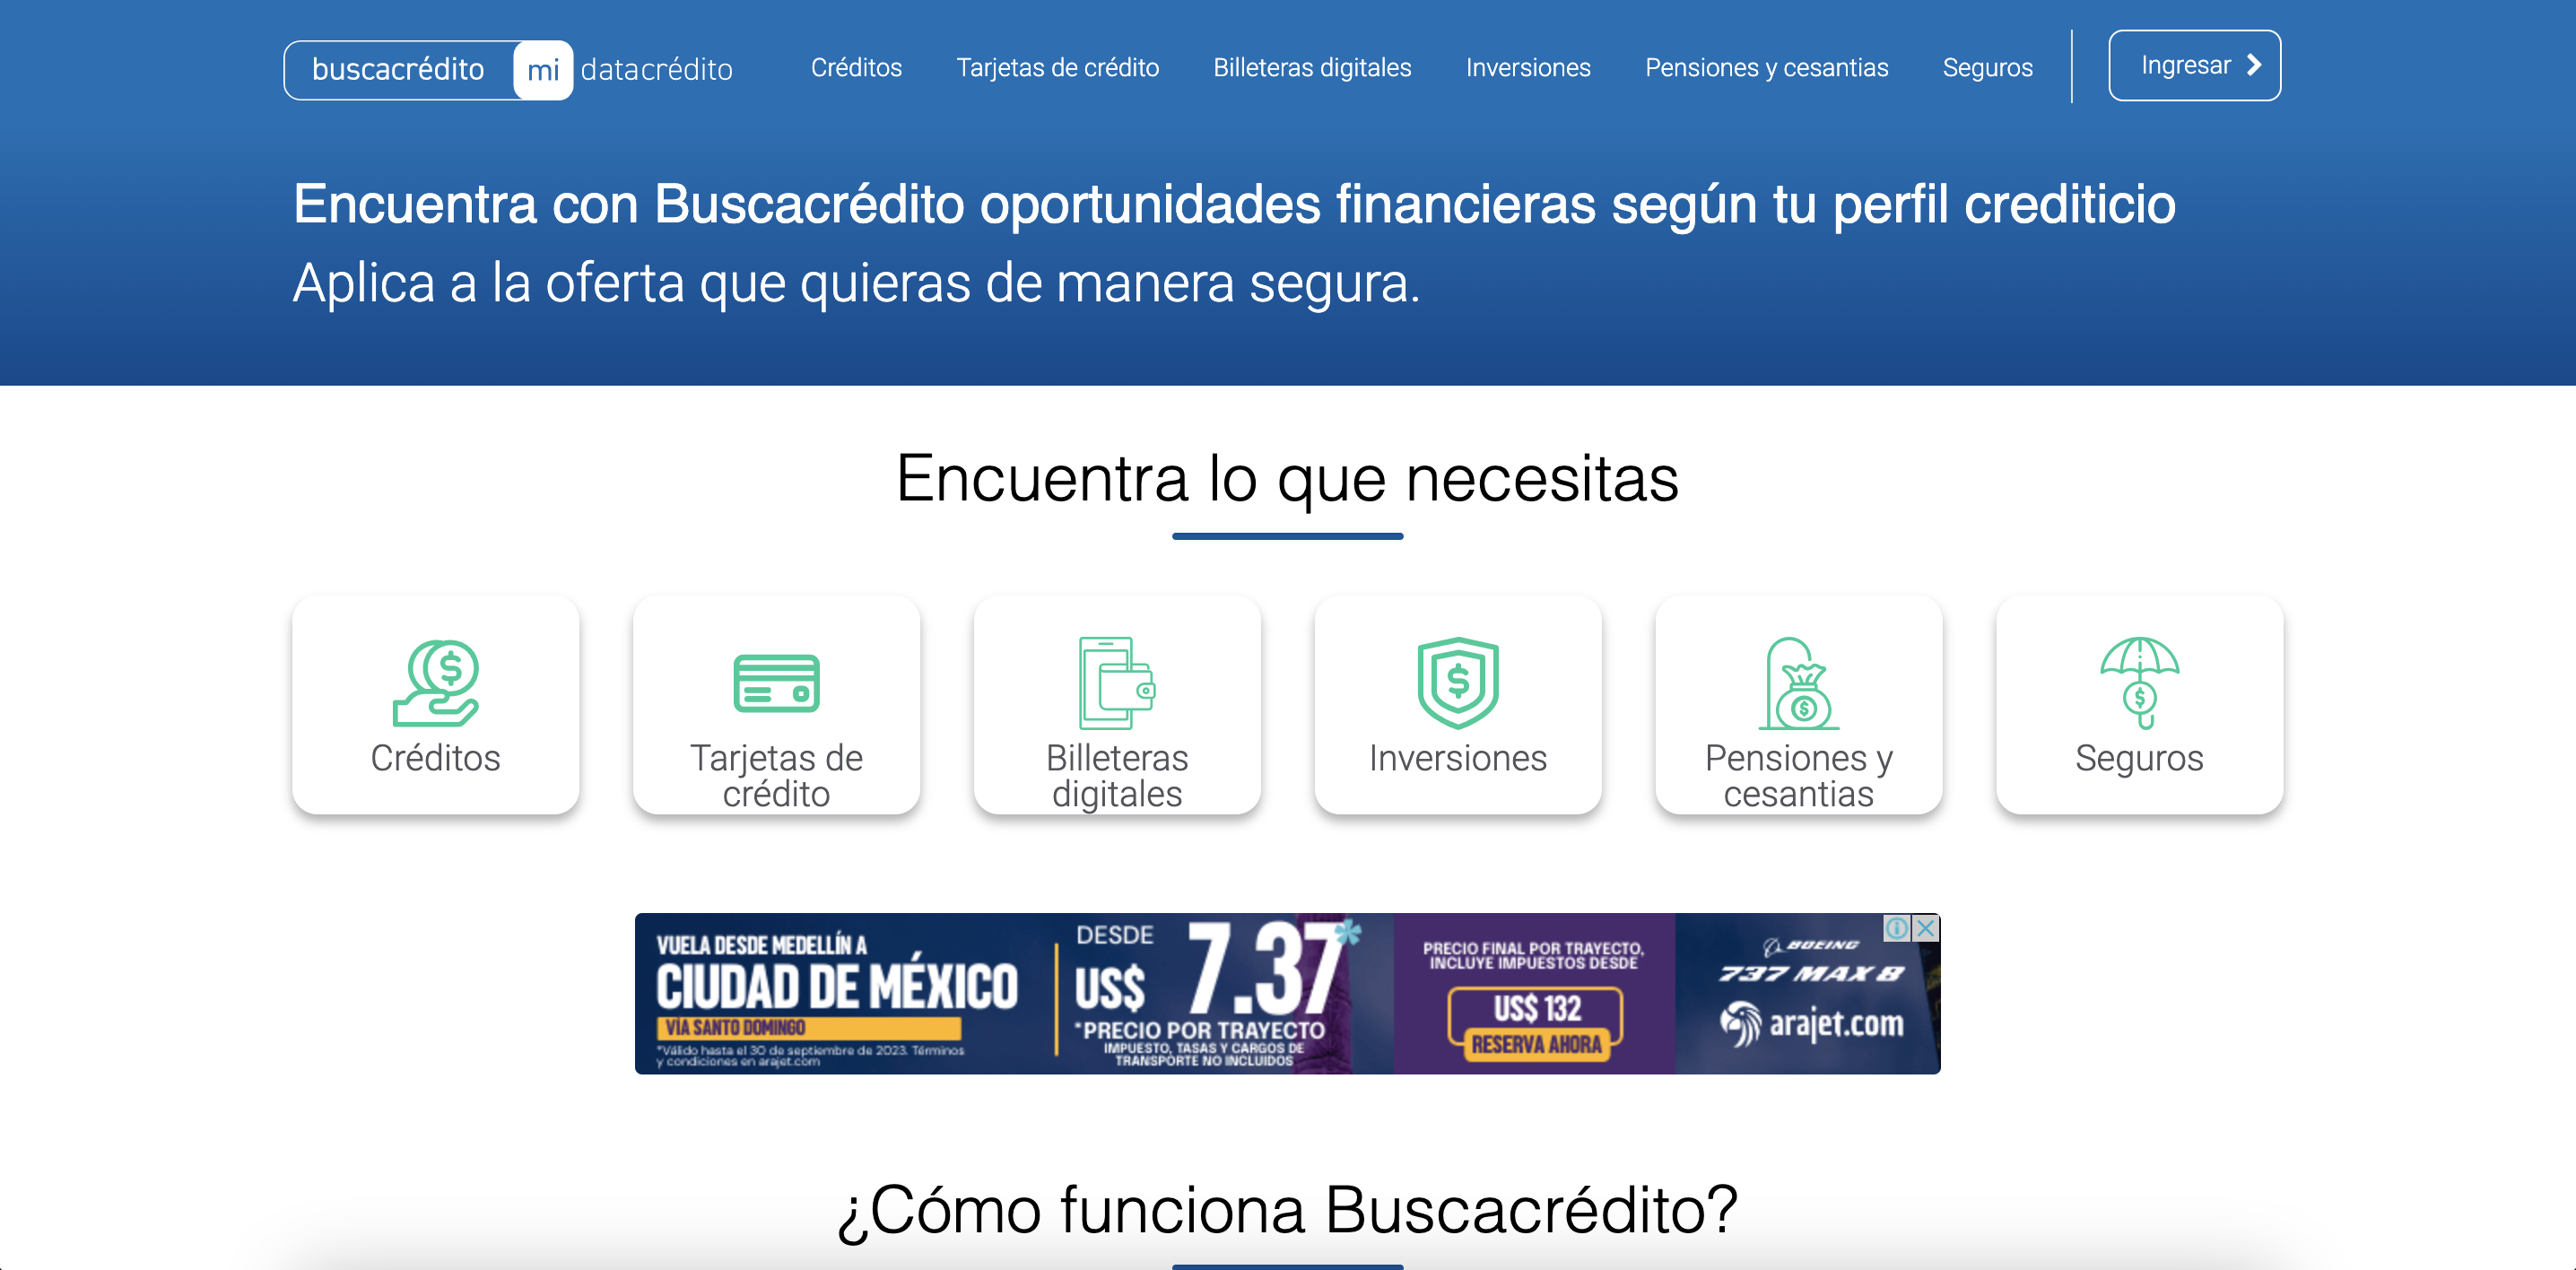 buscacrédito mi datacrédito
Créditos
Tarjetas de crédito
Billeteras digitales
Inversiones
Pensiones y cesantias
Seguros
Ingresar
Encuentra con Buscacrédito oportunidades financieras según tu perfil crediticio
Aplica a la oferta que quieras de manera segura.
Encuentra lo que necesitas
Créditos
Tarjetas de
crédito
Billeteras
digitales
Inversiones
Pensiones y
cesantias
Seguros
VUELA DESDE MEDELLÍN A
CIUDAD DE MÉXICO
VÍA SANTO DOMINGO
*Válido hasta el 30 de septiembre de 2023. Términos
y condiciones en arajet.com
DESDE
US$ 7.37*
*PRECIO POR TRAYECTO
IMPUESTO, TASAS Y CARGOS DE
TRANSPORTE NO INCLUIDOS
PRECIO FINAL POR TRAYECTO,
INCLUYE IMPUESTOS DESDE
US$ 132
RESERVA AHORA
BOEING
737 MAX 8
arajet.com
¿Cómo funciona Buscacrédito?